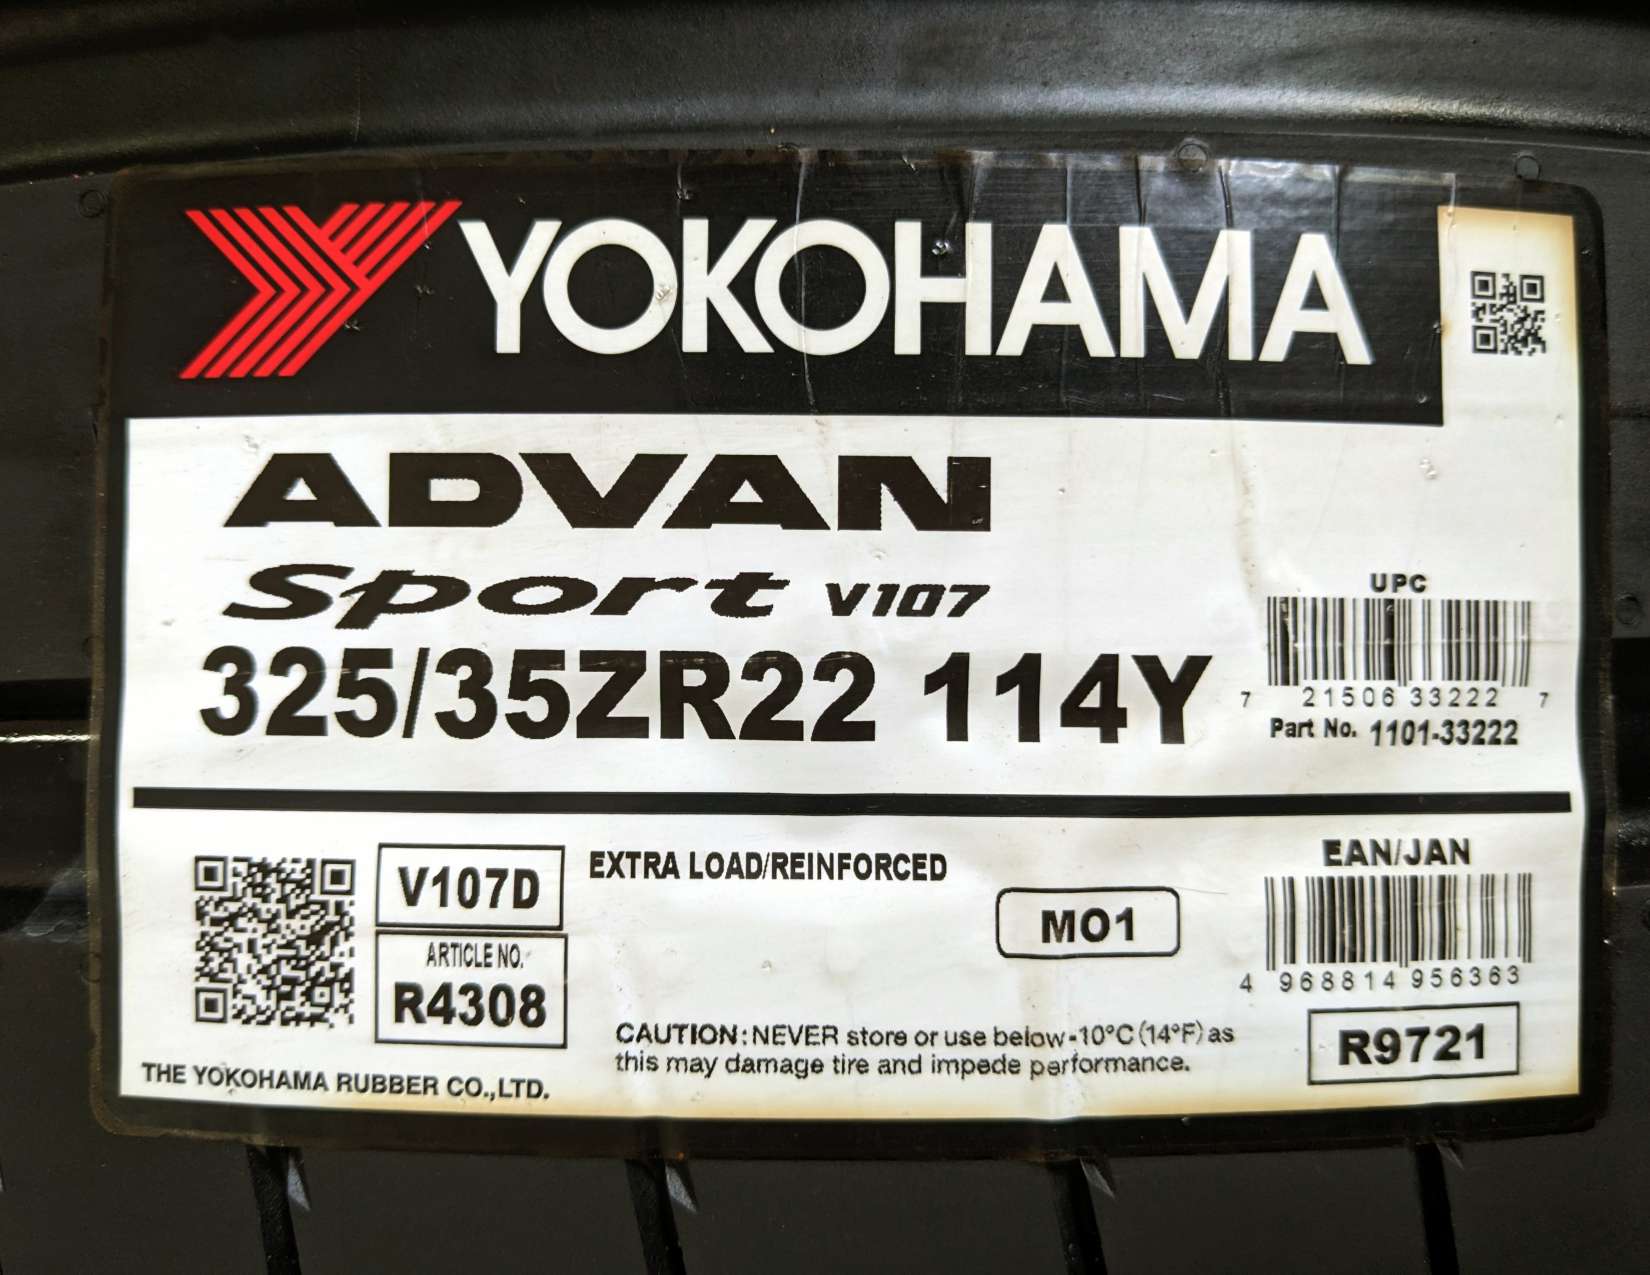 YOKOHAMA
ADVAN
Sport V107
325/35ZR22 114Y
UPC
7 21506 33222 7
Part No. 1101-33222
V107D
ARTICLE NO.
R4308
THE YOKOHAMA RUBBER CO.,LTD.
EXTRA LOAD/REINFORCED
MO1
CAUTION: NEVER store or use below -10°C (14°F) as
this may damage tire and impede performance.
EAN/JAN
4 968814 956363
R9721